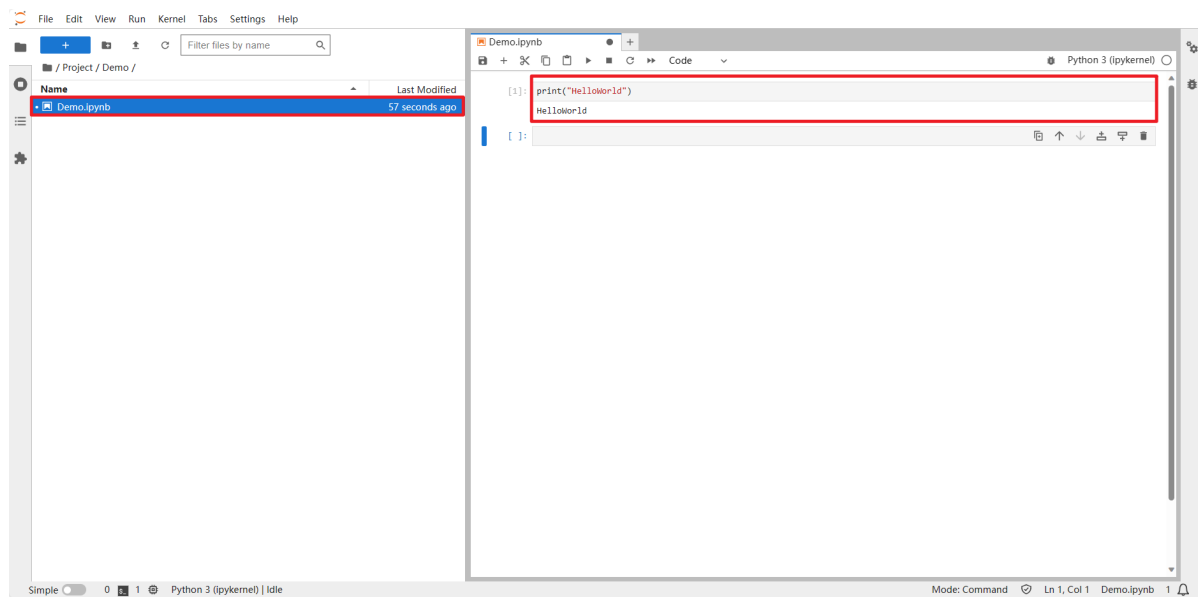 File Edit View Run Kernel Tabs Settings Help
Filter files by name
/ Project / Demo /
Name Last Modified
Demo.ipynb 57 seconds ago
Demo.ipynb
Code Python 3 (ipykernel)
[1]: print("HelloWorld")
HelloWorld
[ ]:
Simple 0 1 Python 3 (ipykernel) | Idle Mode: Command Ln 1, Col 1 Demo.ipynb 1